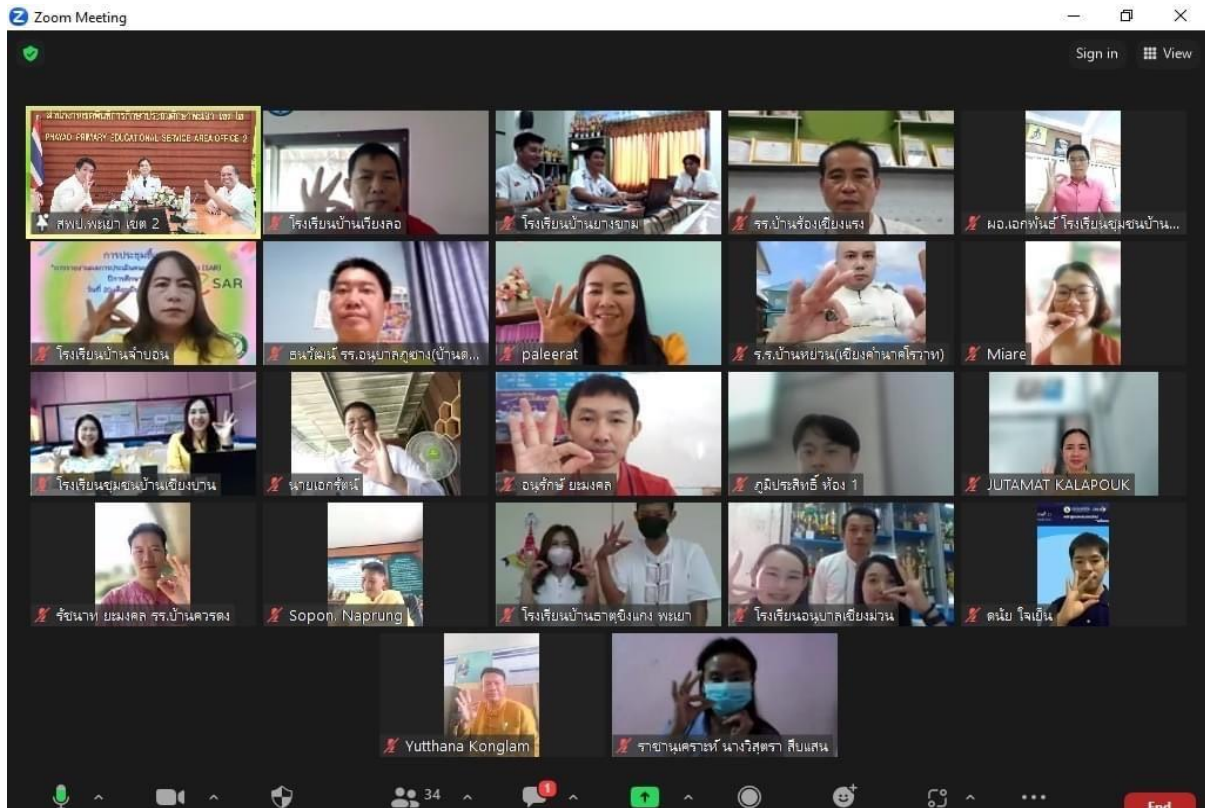 Zoom Meeting
Sign in
View
PHAYAO PRIMARY EDUCATIONAL SERVICE AREA OFFICE 2
สพป.พะเยา เขต 2
โรงเรียนบ้านเวียงลอ
โรงเรียนบ้านยางขาม
รร.บ้านร้องเชียงแรง
ผอ.เอกพันธ์ โรงเรียนชุมชนบ้าน...
SAR
โรงเรียนบ้านจำบอน
ธนวัฒน์ รร.อนุบาลภูซาง(บ้านด...
paleerat
ร.ร.บ้านหย่วน(เชียงคำนาคโรวาท)
Miare
โรงเรียนชุมชนบ้านเชียงบาน
นายเอกรัตน์
อนุรักษ์ ยะมงคล
ภูมิประสิทธิ์ ห้อง 1
JUTAMAT KALAPOUK
รัชนาท ยะมงคล รร.บ้านควรดง
Sopon. Naprung
โรงเรียนบ้านธาตุขิงแกง พะเยา
โรงเรียนอนุบาลเชียงม่วน
ดนัย ใจเย็น
Yutthana Konglam
ราชานุเคราะห์ นางวิสุตรา สืบแสน
34
1
End